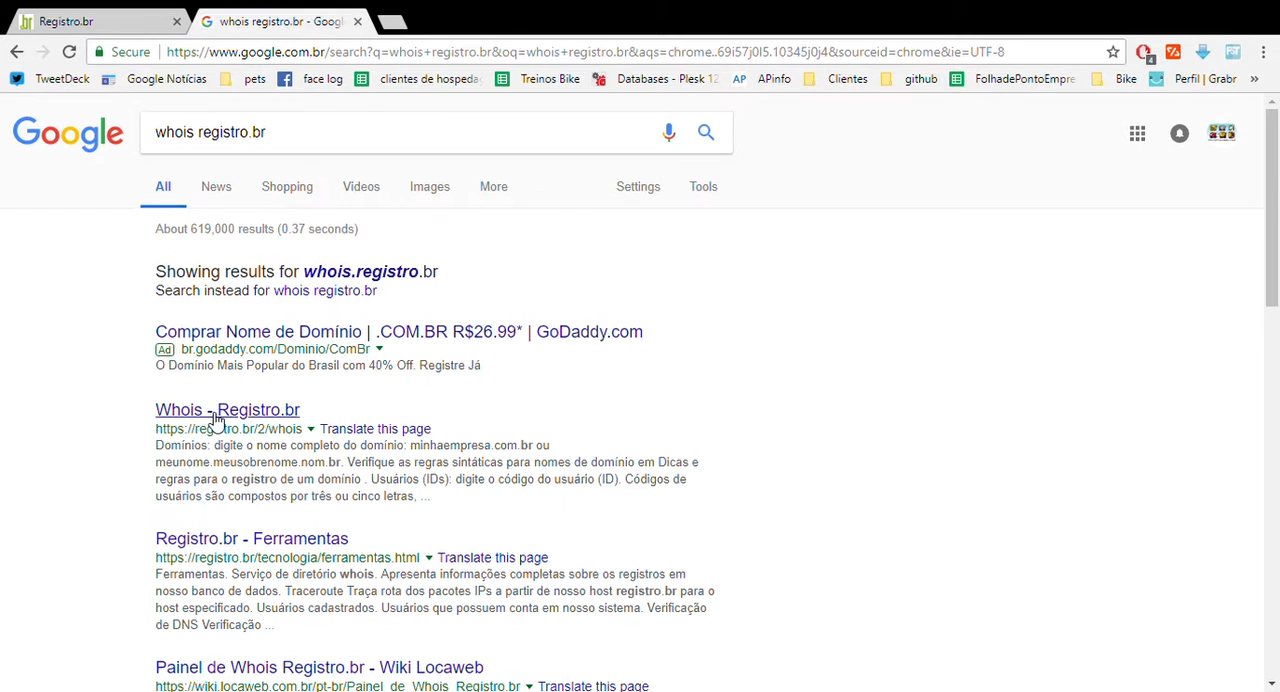 .br Registro.br
whois registro.br - Googl
Secure https://www.google.com.br/search?q=whois+registro.br&oq=whois+registro.br&aqs=chrome..69i57j0l5.10345j0j4&sourceid=chrome&ie=UTF-8
4
TweetDeck Google Notícias pets face log clientes de hospeda Treinos Bike Databases - Plesk 12 AP APinfo Clientes github FolhadePontoEmpre Bike Perfil | Grabr »
Google whois registro.br
All News Shopping Videos Images More Settings Tools
About 619,000 results (0.37 seconds)
Showing results for whois.registro.br
Search instead for whois registro.br
Comprar Nome de Domínio | .COM.BR R$26.99* | GoDaddy.com
Ad br.godaddy.com/Dominio/ComBr
O Domínio Mais Popular do Brasil com 40% Off. Registre Já
Whois - Registro.br
https://registro.br/2/whois Translate this page
Domínios: digite o nome completo do domínio: minhaempresa.com.br ou
meunome.meusobrenome.nom.br. Verifique as regras sintáticas para nomes de domínio em Dicas e
regras para o registro de um domínio . Usuários (IDs): digite o código do usuário (ID). Códigos de
usuários são compostos por três ou cinco letras, ...
Registro.br - Ferramentas
https://registro.br/tecnologia/ferramentas.html Translate this page
Ferramentas. Serviço de diretório whois. Apresenta informações completas sobre os registros em
nosso banco de dados. Traceroute Traça rota dos pacotes IPs a partir de nosso host registro.br para o
host especificado. Usuários cadastrados. Usuários que possuem conta em nosso sistema. Verificação
de DNS Verificação ...
Painel de Whois Registro.br - Wiki Locaweb
https://wiki.locaweb.com.br/pt-br/Painel_de_Whois_Registro.br Translate this page